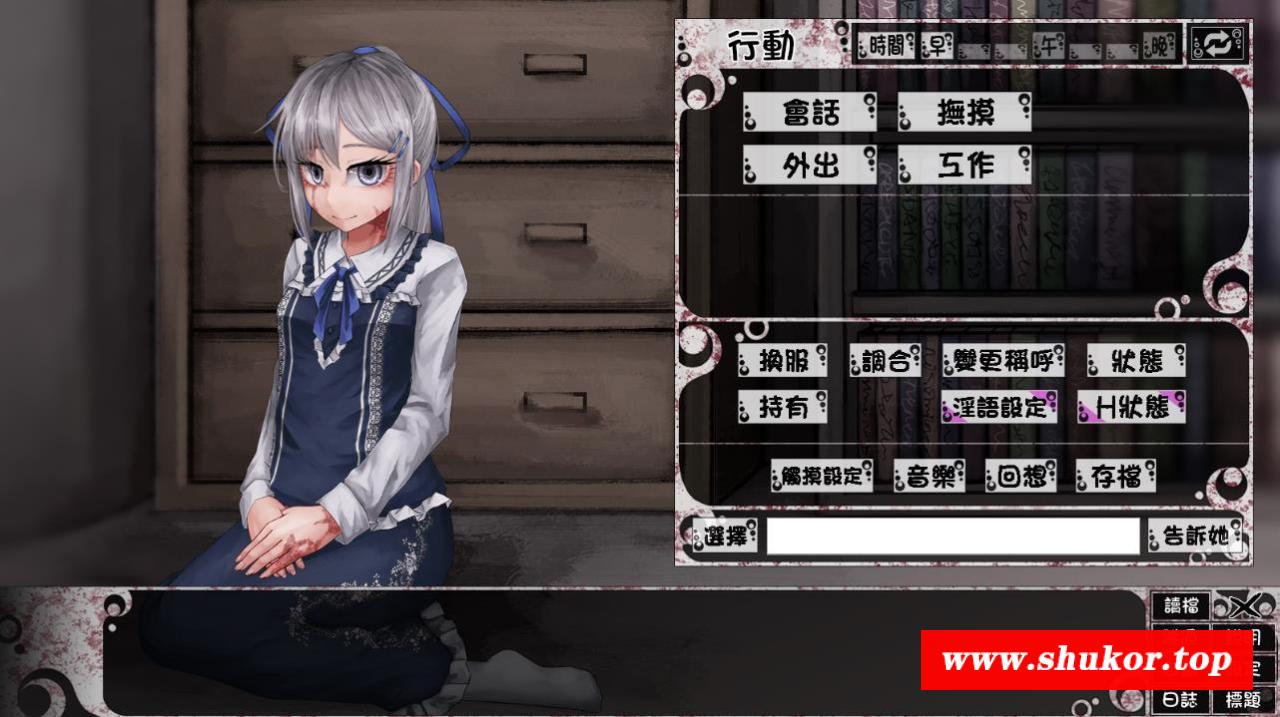 行動 時間 早 午 晚
會話 撫摸
外出 互作
換服 調合 變更稱呼 狀態
持有 淫語設定 H狀態
觸摸設定 音樂 回想 存檔
選擇 告訴她
讀檔
www.shukor.top
日誌 標題